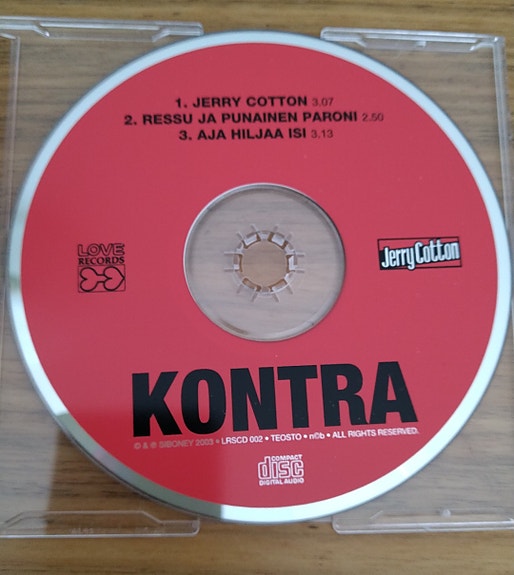 1. JERRY COTTON 3.07
2. RESSU JA PUNAINEN PARONI 2.50
3. AJA HILJAA ISI 3.13
LOVE
RECORDS
Jerry Cotton
KONTRA
© & ℗ SIBONEY 2003 • LRSCD 002 • TEOSTO • n©b • ALL RIGHTS RESERVED.
COMPACT
disc
DIGITAL AUDIO